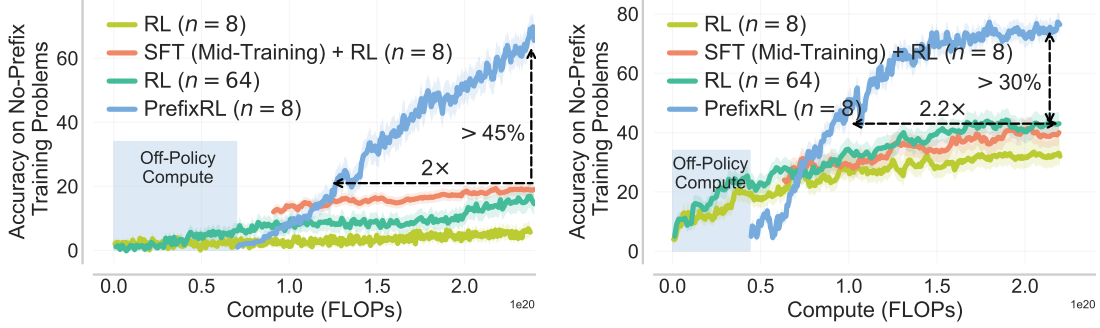 Accuracy on No-Prefix
Training Problems
60
40
20
0
RL (n = 8)
SFT (Mid-Training) + RL (n = 8)
RL (n = 64)
PrefixRL (n = 8)
Off-Policy
Compute
> 45%
2×
0.0 0.5 1.0 1.5 2.0
1e20
Compute (FLOPs)
Accuracy on No-Prefix
Training Problems
80
60
40
20
0
RL (n = 8)
SFT (Mid-Training) + RL (n = 8)
RL (n = 64)
PrefixRL (n = 8)
> 30%
2.2×
Off-Policy
Compute
0.0 0.5 1.0 1.5 2.0
1e20
Compute (FLOPs)